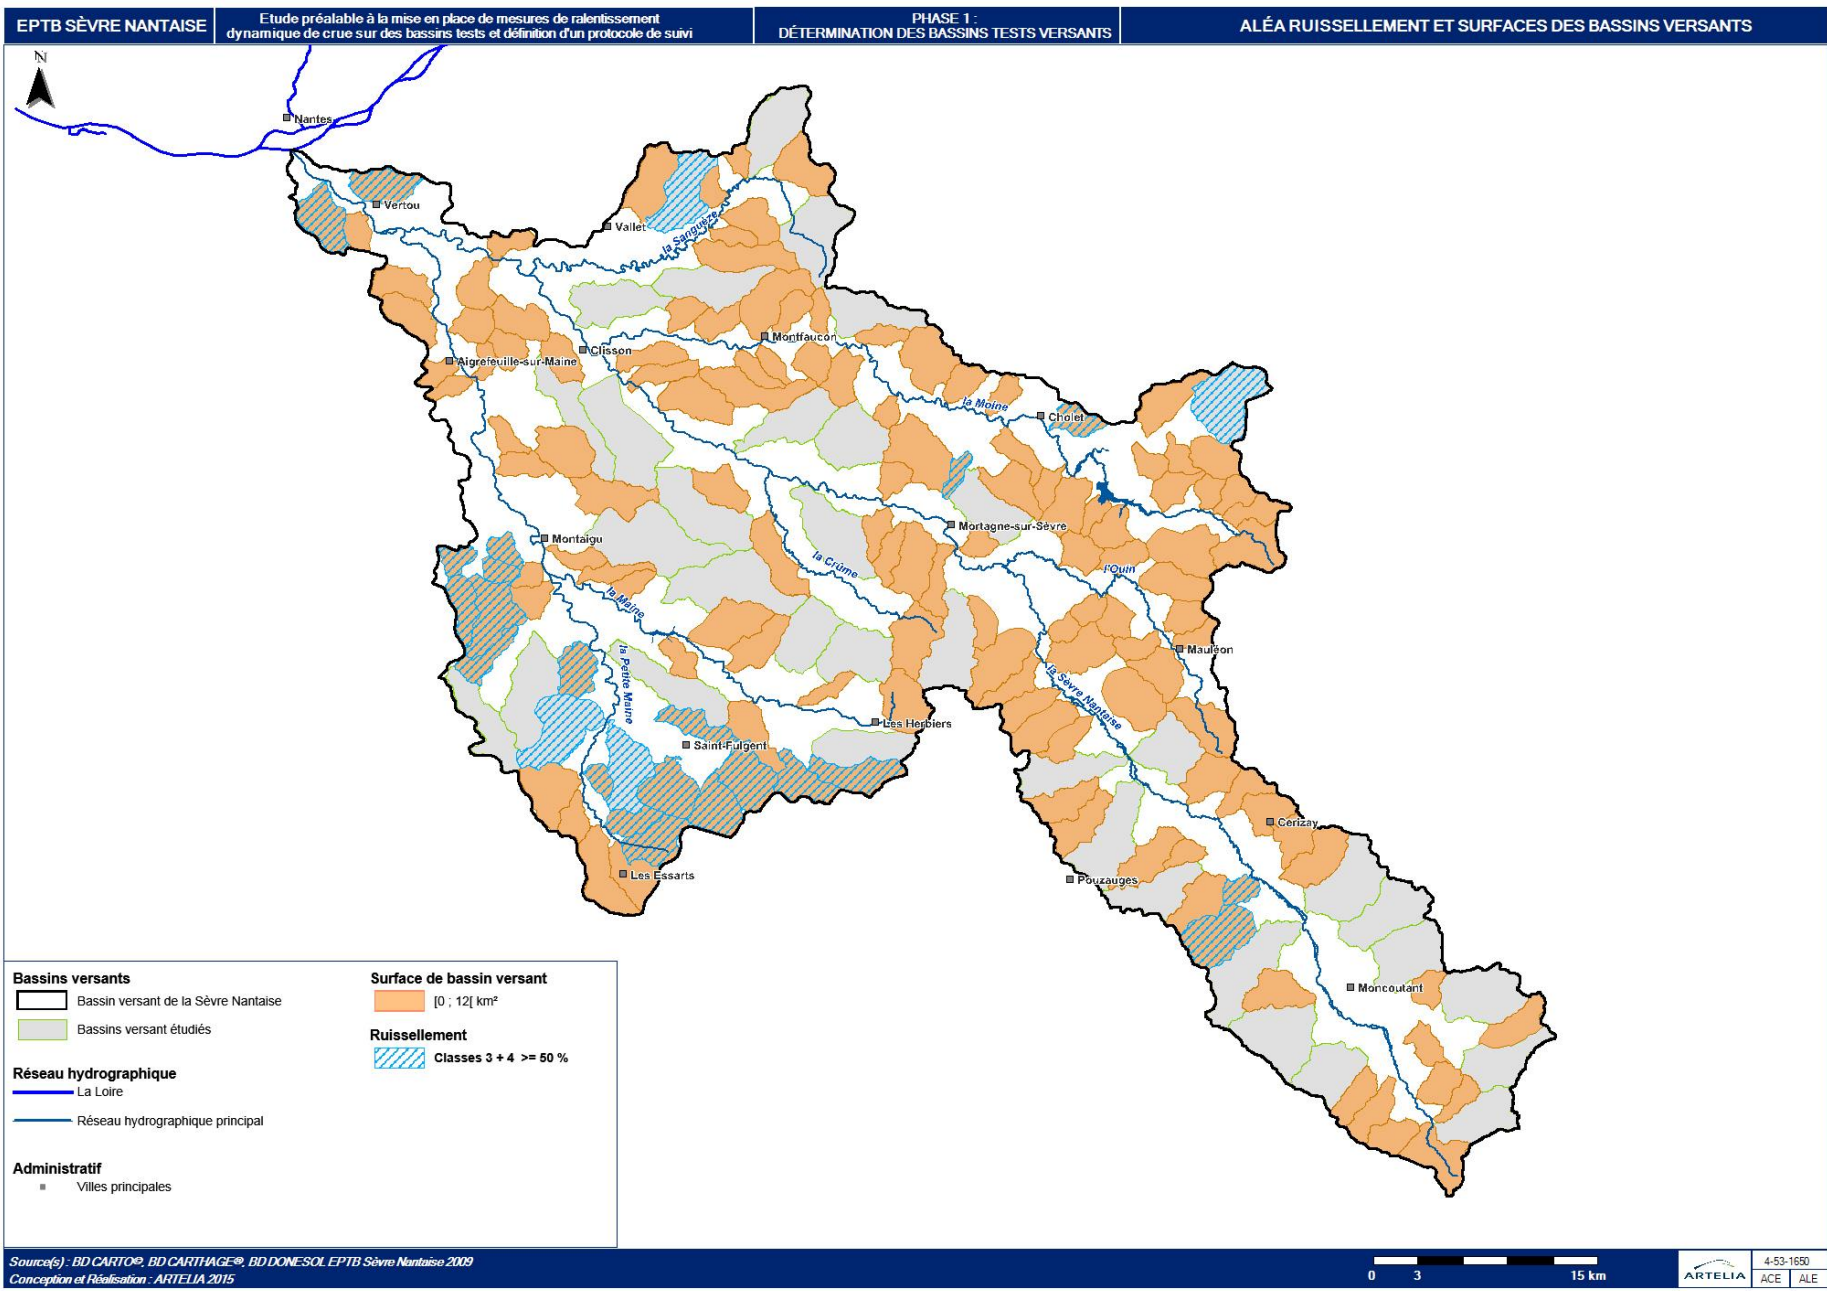 EPTB SÈVRE NANTAISE
Etude préalable à la mise en place de mesures de ralentissement
dynamique de crue sur des bassins tests et définition d'un protocole de suivi
PHASE 1 :
DÉTERMINATION DES BASSINS TESTS VERSANTS
ALÉA RUISSELLEMENT ET SURFACES DES BASSINS VERSANTS
N
Nantes
Vertou
Vallet
la Sanguèze
Montfaucon
Clisson
Aigrefeuille-sur-Maine
la Moine
Cholet
Mortagne-sur-Sèvre
Montaigu
la Crûme
l'Ouin
la Maine
Mauléon
la Petite Maine
la Sèvre Nantaise
Les Herbiers
Saint-Fulgent
Cerizay
Les Essarts
Pouzauges
Moncoutant
Bassins versants
Bassin versant de la Sèvre Nantaise
Bassins versant étudiés
Réseau hydrographique
La Loire
Réseau hydrographique principal
Administratif
Villes principales
Surface de bassin versant
[0 ; 12[ km²
Ruissellement
Classes 3 + 4 >= 50 %
Source(s) : BD CARTO®, BD CARTHAGE®, BD DONESOL EPTB Sèvre Nantaise 2009
Conception et Réalisation : ARTELIA 2015
0 3 15 km
ARTELIA
4-53-1650
ACE ALE